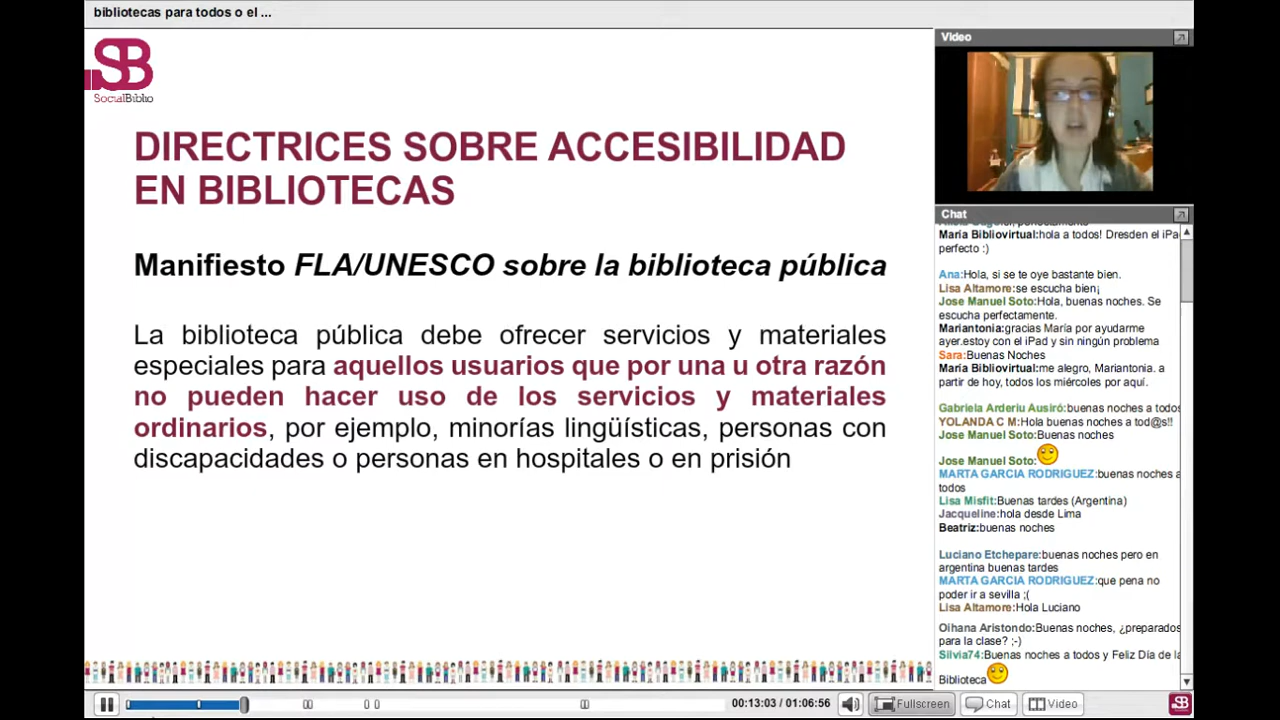 bibliotecas para todos o el ...
SB
SocialBiblio
DIRECTRICES SOBRE ACCESIBILIDAD
EN BIBLIOTECAS
Manifiesto FLA/UNESCO sobre la biblioteca pública
La biblioteca pública debe ofrecer servicios y materiales
especiales para aquellos usuarios que por una u otra razón
no pueden hacer uso de los servicios y materiales
ordinarios, por ejemplo, minorías lingüísticas, personas con
discapacidades o personas en hospitales o en prisión
Video
Chat
María Bibliovirtual:hola a todos! Dresden el iPad
perfecto :)
Ana:Hola, si se te oye bastante bien.
Lisa Altamore:se escucha bien¡
Jose Manuel Soto:Hola, buenas noches. Se
escucha perfectamente.
Mariantonia:gracias María por ayudarme
ayer.estoy con el iPad y sin ningún problema
Sara:Buenas Noches
María Bibliovirtual:me alegro, Mariantonia. a
partir de hoy, todos los miércoles por aquí.
Gabriela Arderiu Ausiró:buenas noches a todos
YOLANDA C M:Hola buenas noches a tod@s!!
Jose Manuel Soto:Buenas noches
Jose Manuel Soto:
MARTA GARCIA RODRIGUEZ:buenas noches a
todos
Lisa Misfit:Buenas tardes (Argentina)
Jacqueline:hola desde Lima
Beatriz:buenas noches
Luciano Etchepare:buenas noches pero en
argentina buenas tardes
MARTA GARCIA RODRIGUEZ:que pena no
poder ir a sevilla ;(
Lisa Altamore:Hola Luciano
Oihana Aristondo:Buenas noches, ¿preparados
para la clase? ;-)
Silvia74:Buenas noches a todos y Feliz Día de la
Biblioteca
00:13:03 / 01:06:56
Fullscreen
Chat
Video
SB